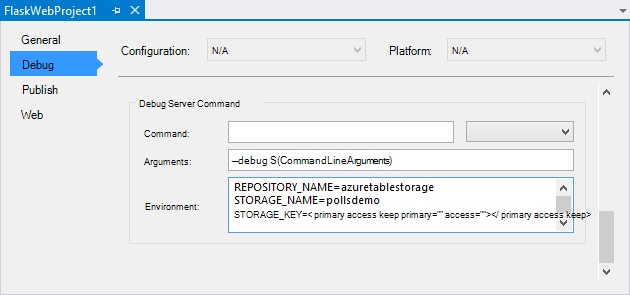 FlaskWebProject1
General
Debug
Publish
Web
Configuration: N/A Platform: N/A
Debug Server Command
Command:
Arguments: --debug S(CommandLineArguments)
REPOSITORY_NAME=azuretablestorage
STORAGE_NAME=pollsdemo
Environment:
STORAGE_KEY=< primary access keep primary="" access=""></ primary access keep>